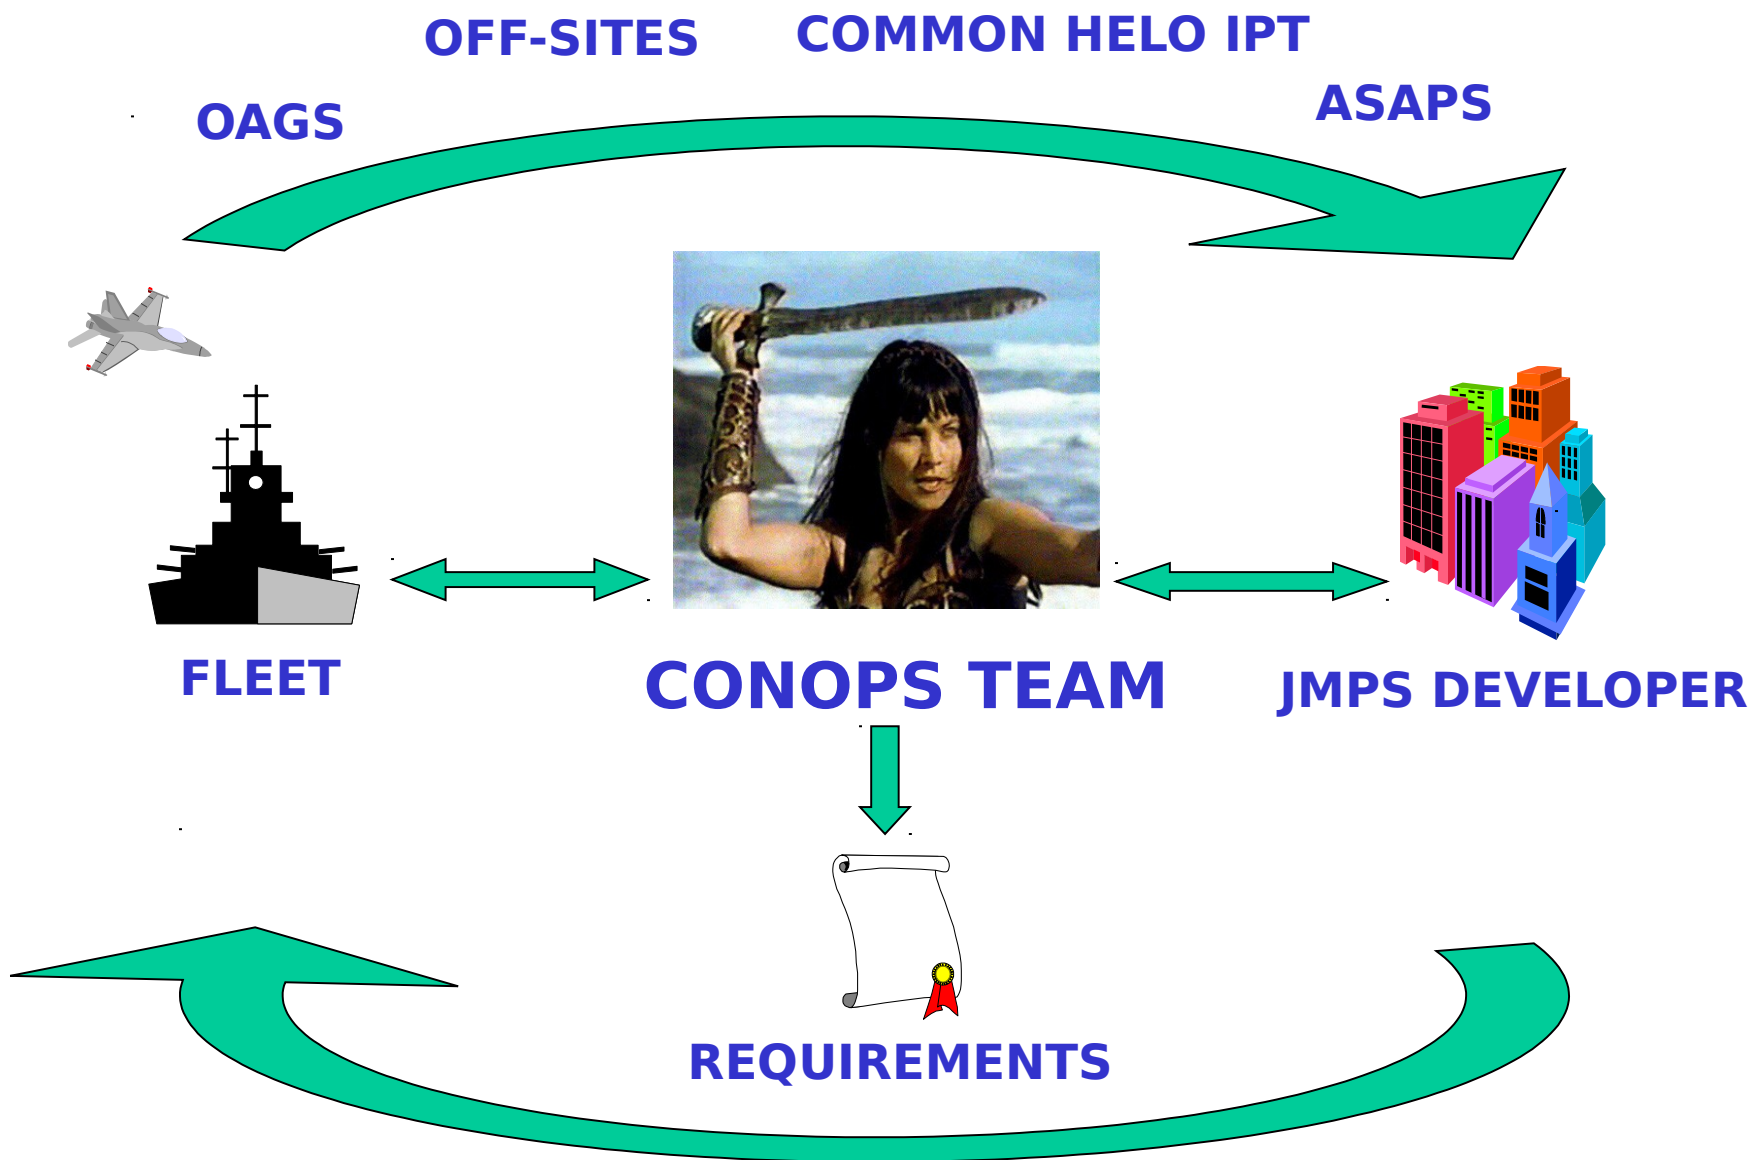 OFF-SITES
COMMON HELO IPT
OAGS
ASAPS
FLEET
CONOPS TEAM
JMPS DEVELOPER
REQUIREMENTS